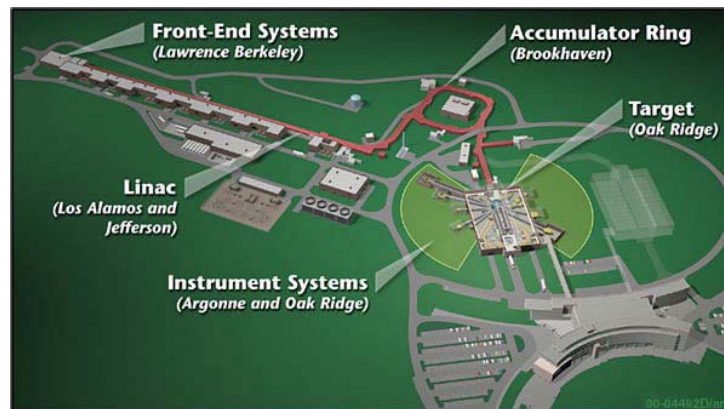 Front-End Systems
(Lawrence Berkeley)
Accumulator Ring
(Brookhaven)
Target
(Oak Ridge)
Linac
(Los Alamos and
Jefferson)
Instrument Systems
(Argonne and Oak Ridge)